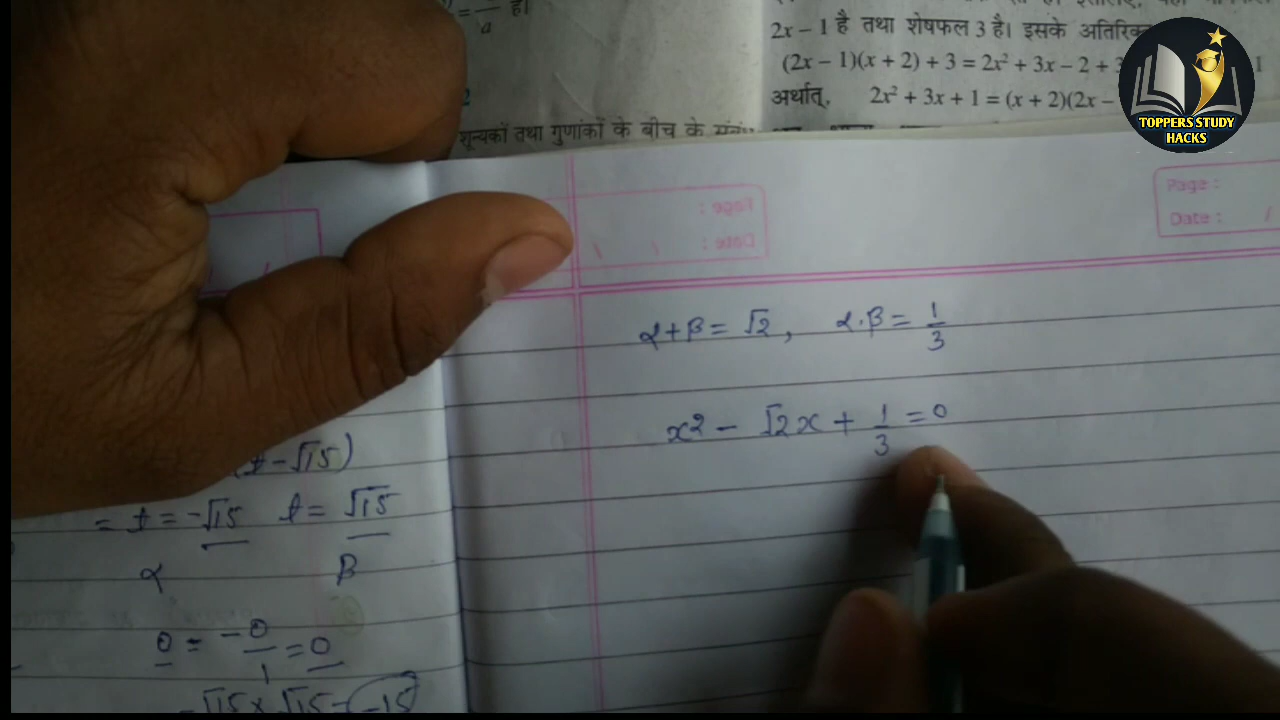 = — a है।
2
शून्यकों तथा गुणांकों के बीच के संबंध
2x – 1 है तथा शेषफल 3 है। इसके
(2x – 1)(x + 2) + 3 = 2x² + 3x – 2 + 3
1
अर्थात्, 2x² + 3x + 1 = (x + 2)(2x –
TOPPERS STUDY
HACKS
Page :
Date : /
α+β = √2, α.β = 1/3
x² – √2x + 1/3 = 0
– √15)
= t = -√15 t = √15
α β
0 = -0/1 = 0
-√15 × √15 = -15